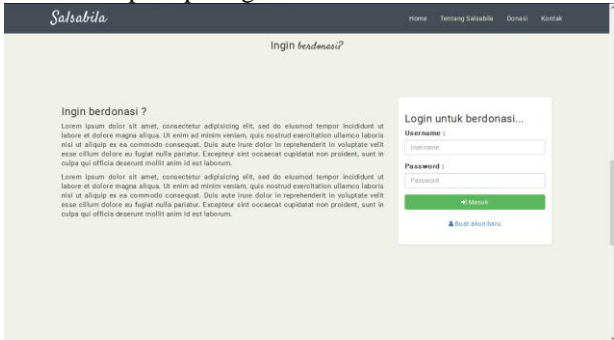 Salsabila
Home Tentang Salsabila Donasi Kontak
Ingin berdonasi?
Ingin berdonasi ?
Lorem ipsum dolor sit amet, consectetur adipisicing elit, sed do eiusmod tempor incididunt ut
labore et dolore magna aliqua. Ut enim ad minim veniam, quis nostrud exercitation ullamco laboris
nisi ut aliquip ex ea commodo consequat. Duis aute irure dolor in reprehenderit in voluptate velit
esse cillum dolore eu fugiat nulla pariatur. Excepteur sint occaecat cupidatat non proident, sunt in
culpa qui officia deserunt mollit anim id est laborum.
Lorem ipsum dolor sit amet, consectetur adipisicing elit, sed do eiusmod tempor incididunt ut
labore et dolore magna aliqua. Ut enim ad minim veniam, quis nostrud exercitation ullamco laboris
nisi ut aliquip ex ea commodo consequat. Duis aute irure dolor in reprehenderit in voluptate velit
esse cillum dolore eu fugiat nulla pariatur. Excepteur sint occaecat cupidatat non proident, sunt in
culpa qui officia deserunt mollit anim id est laborum.
Login untuk berdonasi...
Username :
Username
Password :
Password
Masuk
Buat akun baru